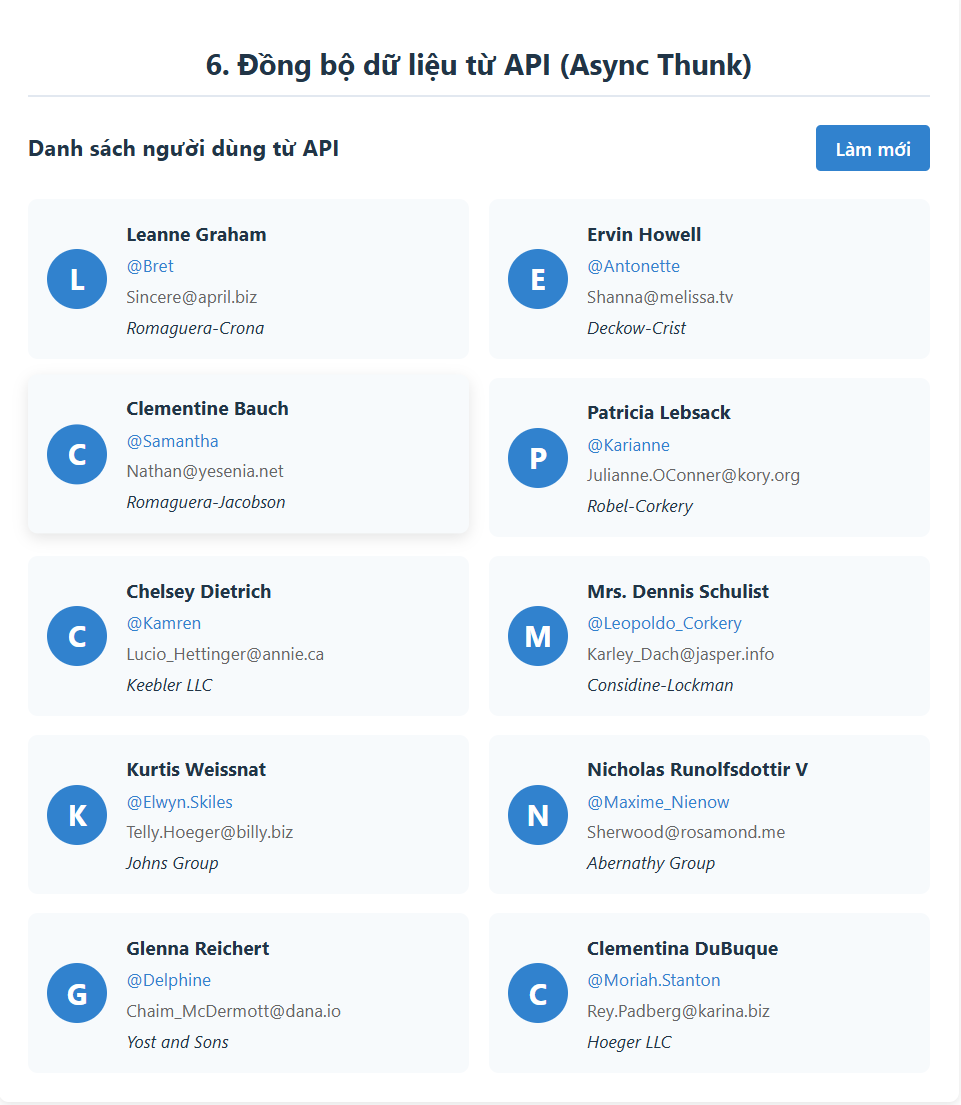 6. Đồng bộ dữ liệu từ API (Async Thunk)
Danh sách người dùng từ API
Làm mới
L
Leanne Graham
@Bret
Sincere@april.biz
Romaguera-Crona
E
Ervin Howell
@Antonette
Shanna@melissa.tv
Deckow-Crist
C
Clementine Bauch
@Samantha
Nathan@yesenia.net
Romaguera-Jacobson
P
Patricia Lebsack
@Karianne
Julianne.OConner@kory.org
Robel-Corkery
C
Chelsey Dietrich
@Kamren
Lucio_Hettinger@annie.ca
Keebler LLC
M
Mrs. Dennis Schulist
@Leopoldo_Corkery
Karley_Dach@jasper.info
Considine-Lockman
K
Kurtis Weissnat
@Elwyn.Skiles
Telly.Hoeger@billy.biz
Johns Group
N
Nicholas Runolfsdottir V
@Maxime_Nienow
Sherwood@rosamond.me
Abernathy Group
G
Glenna Reichert
@Delphine
Chaim_McDermott@dana.io
Yost and Sons
C
Clementina DuBuque
@Moriah.Stanton
Rey.Padberg@karina.biz
Hoeger LLC